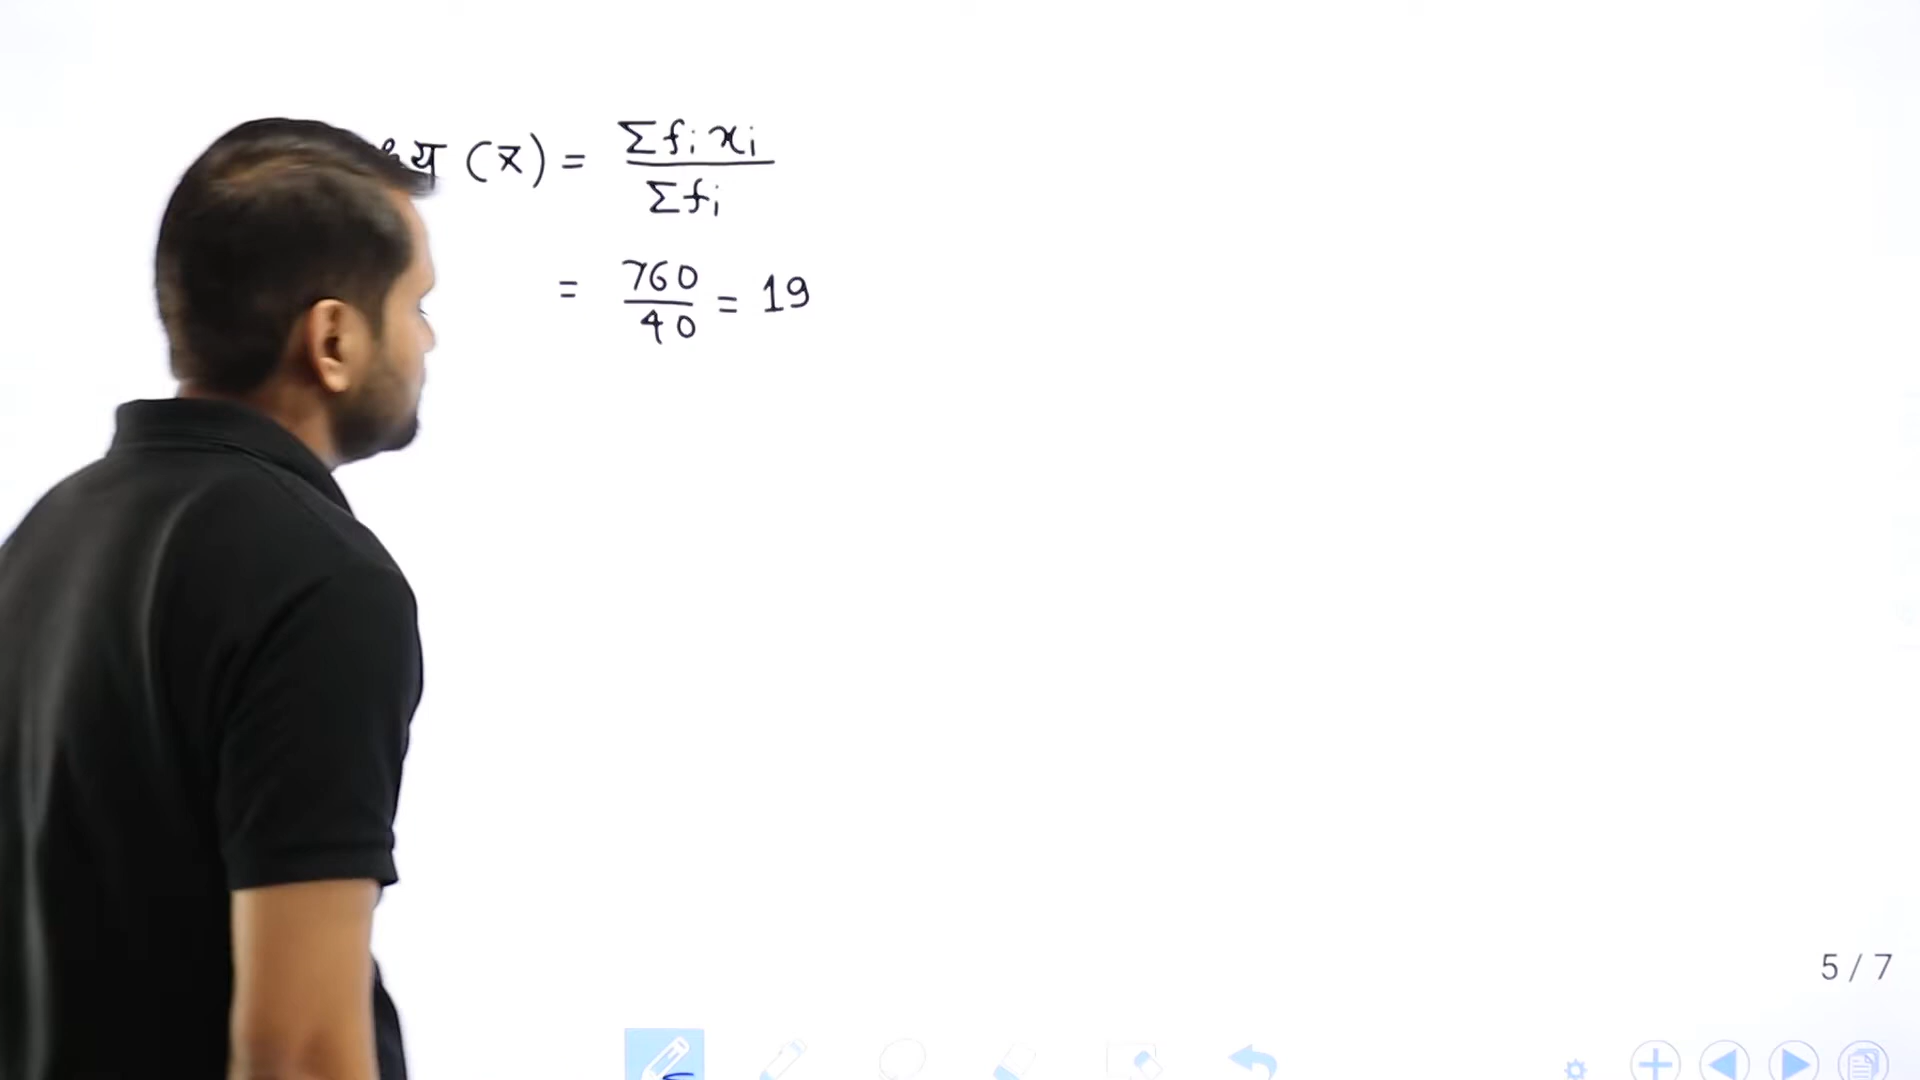 (x̄) = Σfᵢxᵢ / Σfᵢ
= 760 / 40 = 19
5 / 7